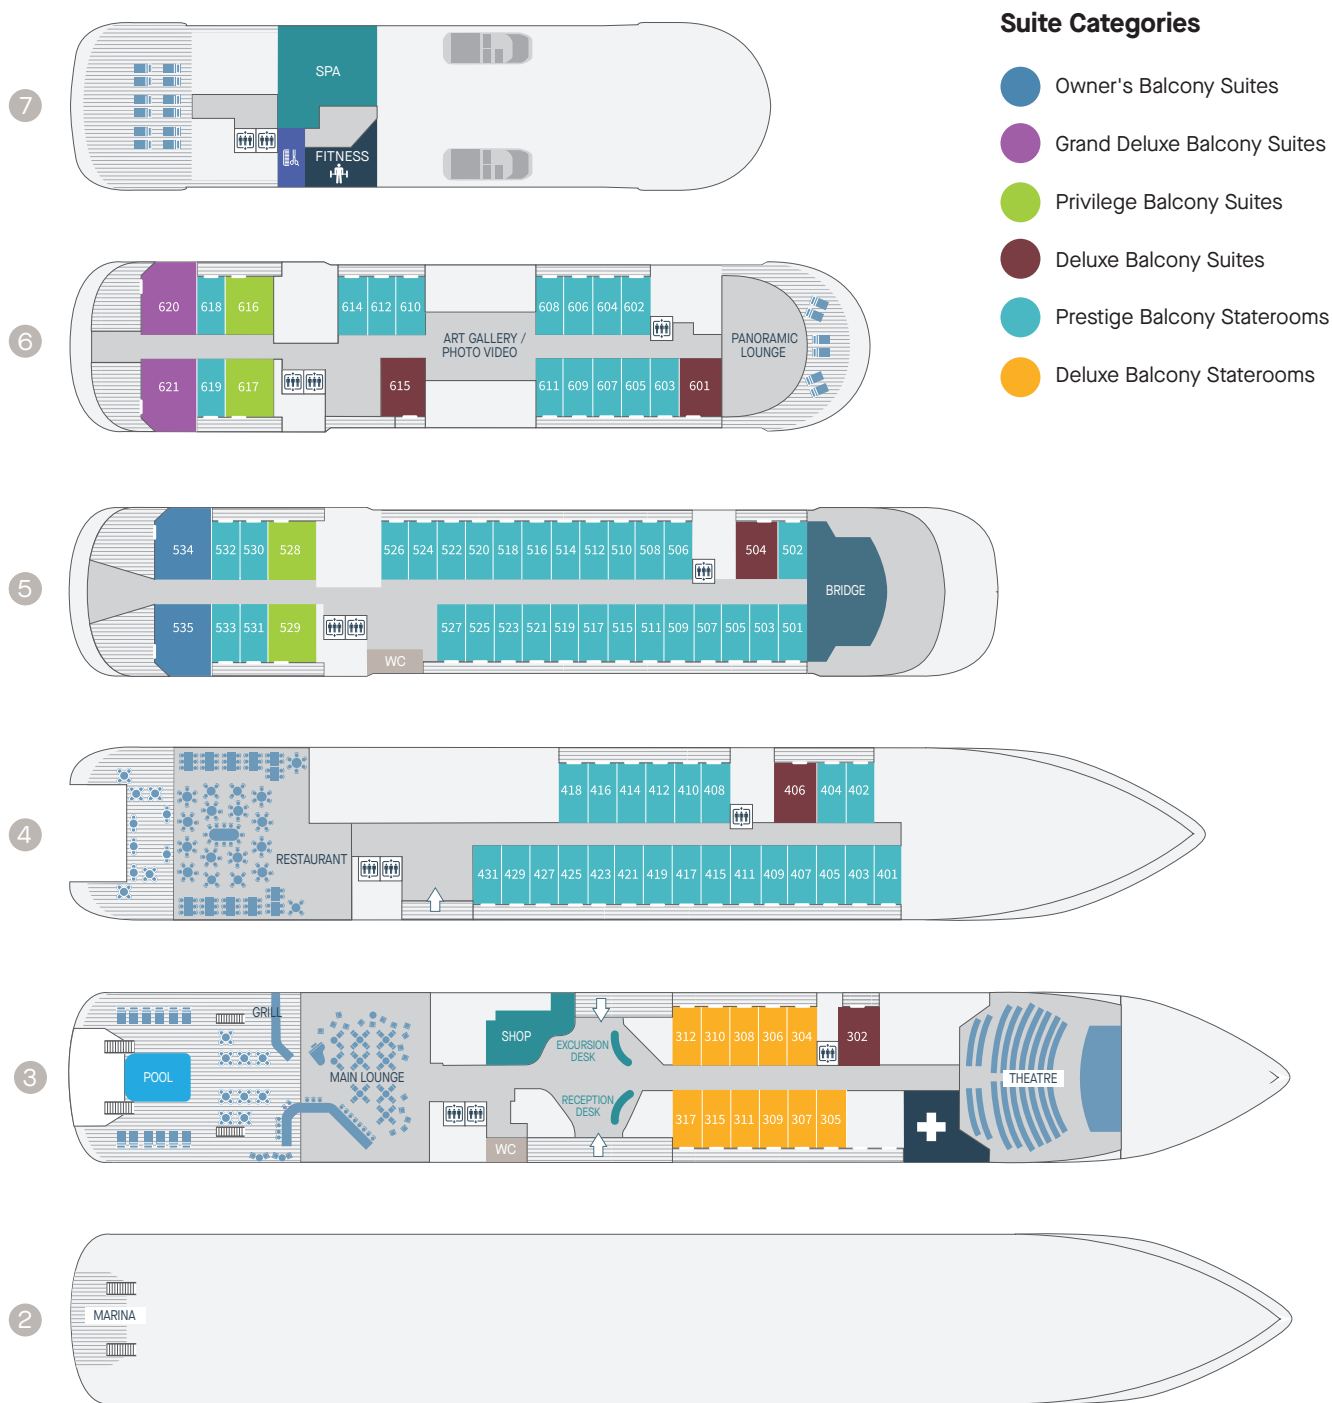 Suite Categories
Owner's Balcony Suites
Grand Deluxe Balcony Suites
Privilege Balcony Suites
Deluxe Balcony Suites
Prestige Balcony Staterooms
Deluxe Balcony Staterooms
7
SPA
FITNESS
6
620 618 616 614 612 610 608 606 604 602
ART GALLERY /
PHOTO VIDEO
PANORAMIC
LOUNGE
621 619 617 615 611 609 607 605 603 601
5
534 532 530 528 526 524 522 520 518 516 514 512 510 508 506 504 502
BRIDGE
535 533 531 529 527 525 523 521 519 517 515 511 509 507 505 503 501
WC
4
418 416 414 412 410 408 406 404 402
RESTAURANT
431 429 427 425 423 421 419 417 415 411 409 407 405 403 401
3
GRILL
SHOP
EXCURSION
DESK
312 310 308 306 304 302
POOL
MAIN LOUNGE
THEATRE
RECEPTION
DESK
317 315 311 309 307 305
WC
2
MARINA